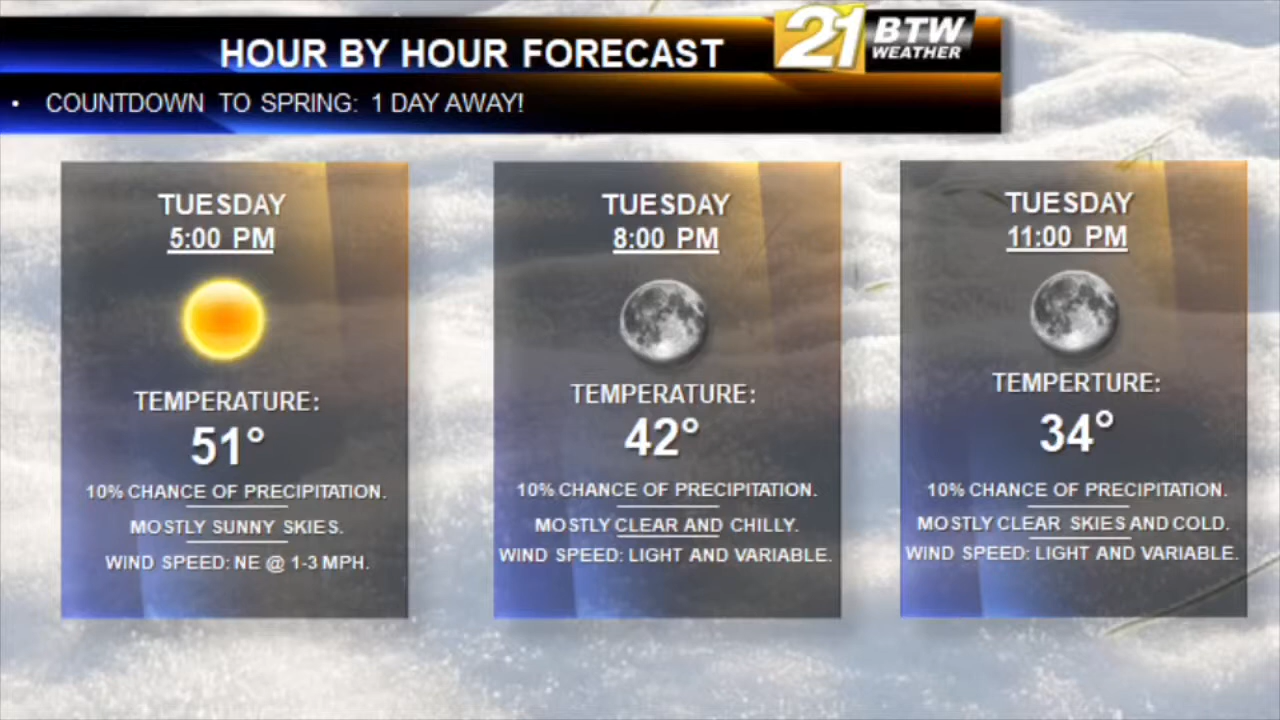 HOUR BY HOUR FORECAST
21 BTW
WEATHER
• COUNTDOWN TO SPRING: 1 DAY AWAY!
TUESDAY
5:00 PM
TEMPERATURE:
51°
10% CHANCE OF PRECIPITATION.
MOSTLY SUNNY SKIES.
WIND SPEED: NE @ 1-3 MPH.
TUESDAY
8:00 PM
TEMPERATURE:
42°
10% CHANCE OF PRECIPITATION.
MOSTLY CLEAR AND CHILLY.
WIND SPEED: LIGHT AND VARIABLE.
TUESDAY
11:00 PM
TEMPERTURE:
34°
10% CHANCE OF PRECIPITATION.
MOSTLY CLEAR SKIES AND COLD.
WIND SPEED: LIGHT AND VARIABLE.